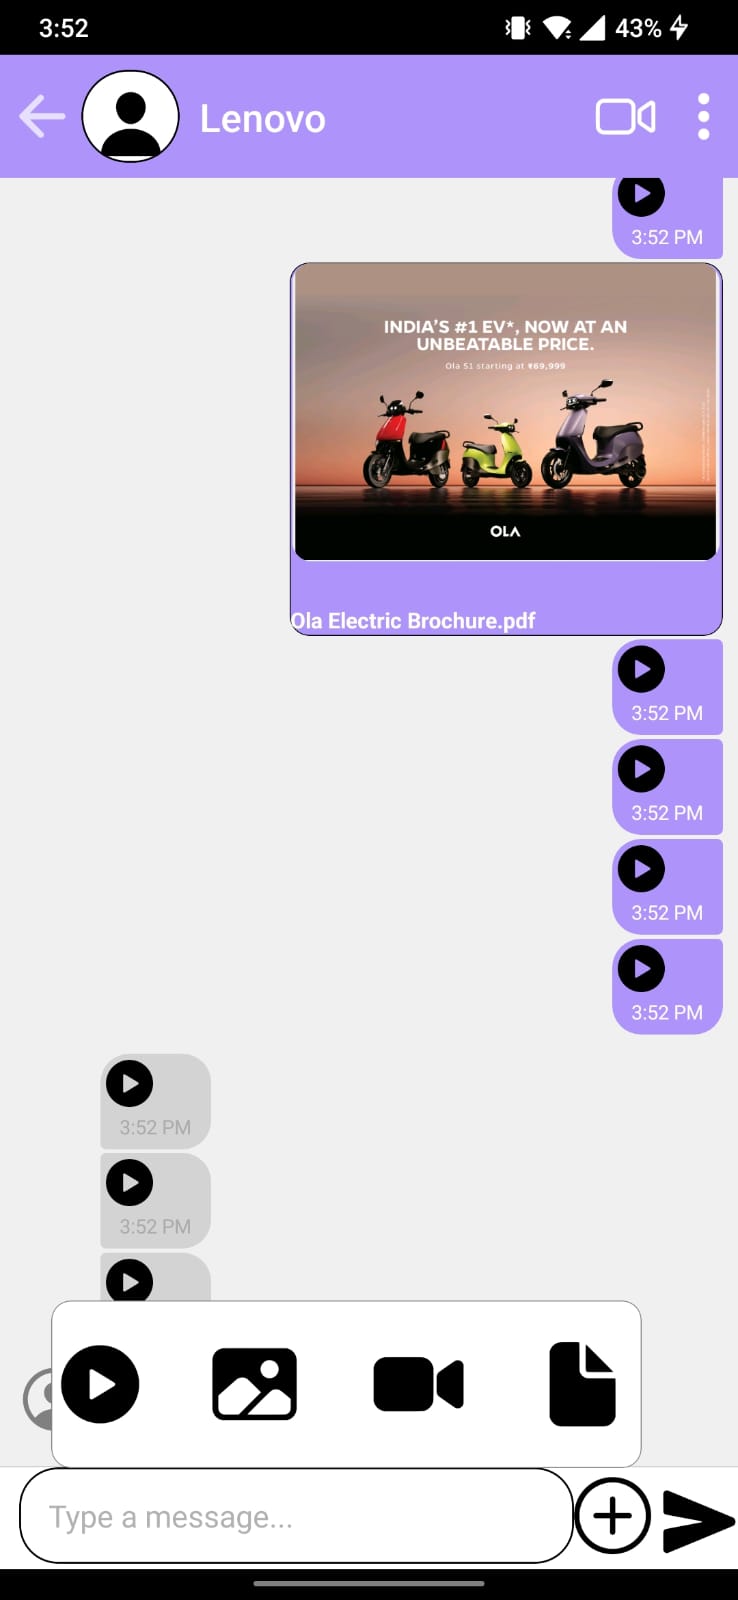 3:52
43%
Lenovo
3:52 PM
INDIA'S #1 EV*, NOW AT AN
UNBEATABLE PRICE.
Ola S1 starting at ₹69,999
OLA
Ola Electric Brochure.pdf
3:52 PM
3:52 PM
3:52 PM
3:52 PM
3:52 PM
3:52 PM
Type a message...